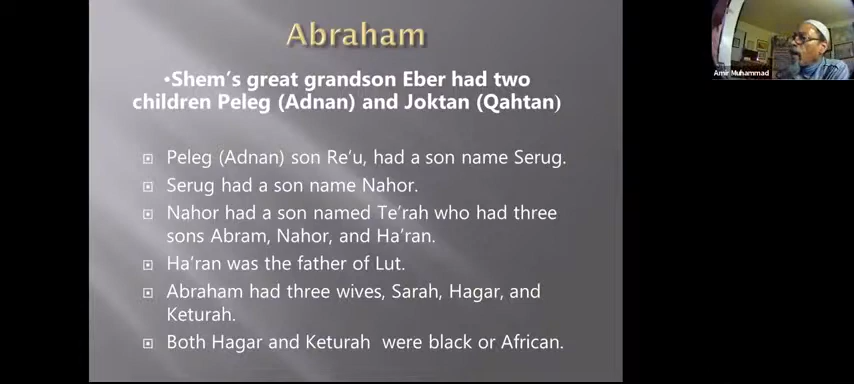 Abraham
•Shem's great grandson Eber had two
children Peleg (Adnan) and Joktan (Qahtan)
Peleg (Adnan) son Re'u, had a son name Serug.
Serug had a son name Nahor.
Nahor had a son named Te'rah who had three
sons Abram, Nahor, and Ha'ran.
Ha'ran was the father of Lut.
Abraham had three wives, Sarah, Hagar, and
Keturah.
Both Hagar and Keturah were black or African.
Amir Muhammad